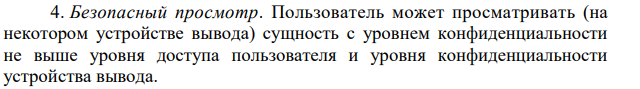 4. Безопасный просмотр. Пользователь может просматривать (на
некотором устройстве вывода) сущность с уровнем конфиденциальности
не выше уровня доступа пользователя и уровня конфиденциальности
устройства вывода.